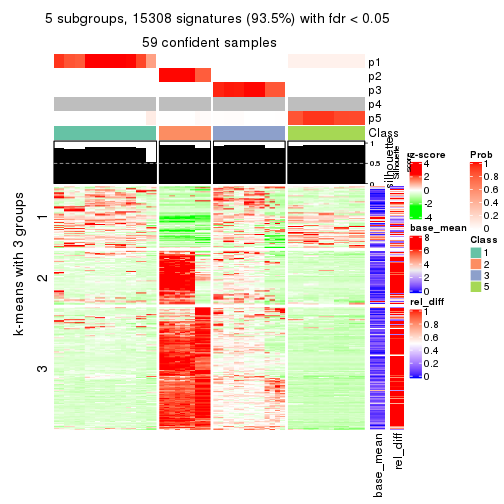 5 subgroups, 15308 signatures (93.5%) with fdr < 0.05
59 confident samples
p1
p2
p3
p4
p5
Class
1
0.5
0
silhouette
Silhouette
score
k-means with 3 groups
1
2
3
base_mean
rel_diff
z-score
4
2
0
-2
-4
base_mean
8
6
4
2
0
rel_diff
1
0.8
0.6
0.4
0.2
0
Prob
1
0.8
0.6
0.4
0.2
0
Class
1
2
3
5